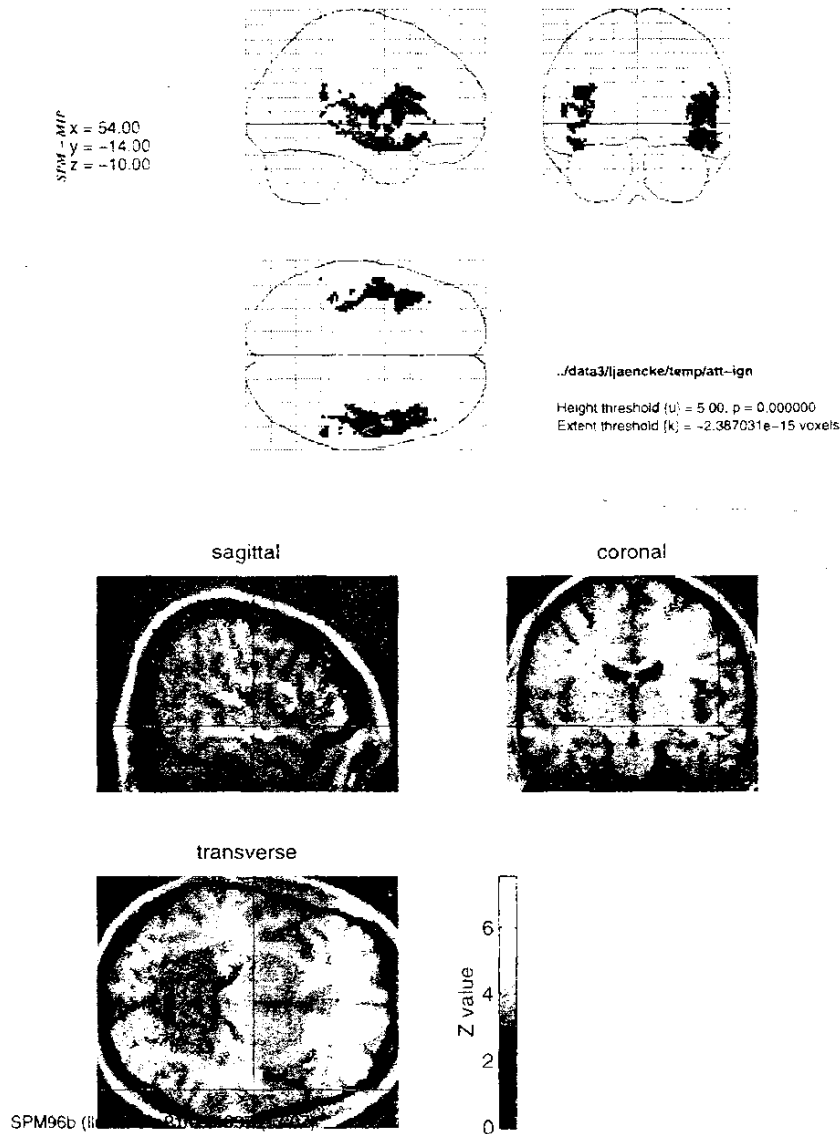 SPM - MIP
x = 54.00
y = -14.00
z = -10.00
../data3/ljaencke/temp/att-ign
Height threshold {u} = 5.00, p = 0.000000
Extent threshold {k} = -2.387031e-15 voxels
sagittal
coronal
transverse
6
4
2
0
Z value
SPM96b